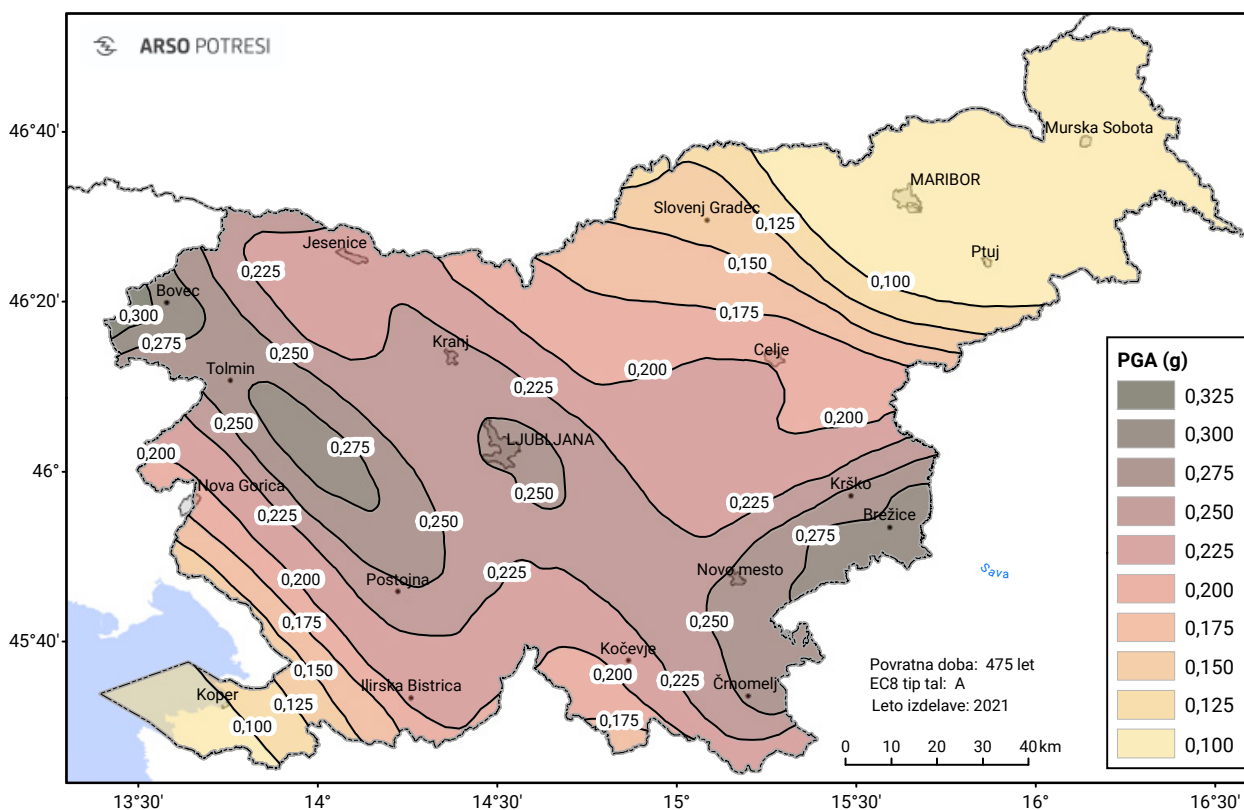 ARSO POTRESI
46°40'
46°20'
46°
45°40'
13°30'
14°
14°30'
15°
15°30'
16°
16°30'
Murska Sobota
MARIBOR
Slovenj Gradec
0,125
Ptuj
Jesenice
0,150
0,225
0,100
Bovec
0,300
0,175
0,275
Kranj
0,250
Celje
Tolmin
0,200
0,225
0,250
0,200
LJUBLJANA
0,275
0,200
Nova Gorica
0,250
Krško
0,225
0,225
0,250
Brežice
0,275
0,200
Postojna
0,225
Novo mesto
Sava
0,175
0,250
Kočevje
0,150
0,200
0,225
Črnomelj
Ilirska Bistrica
Koper
0,125
0,100
0,175
Povratna doba: 475 let
EC8 tip tal: A
Leto izdelave: 2021
0 10 20 30 40 km
PGA (g)
0,325
0,300
0,275
0,250
0,225
0,200
0,175
0,150
0,125
0,100